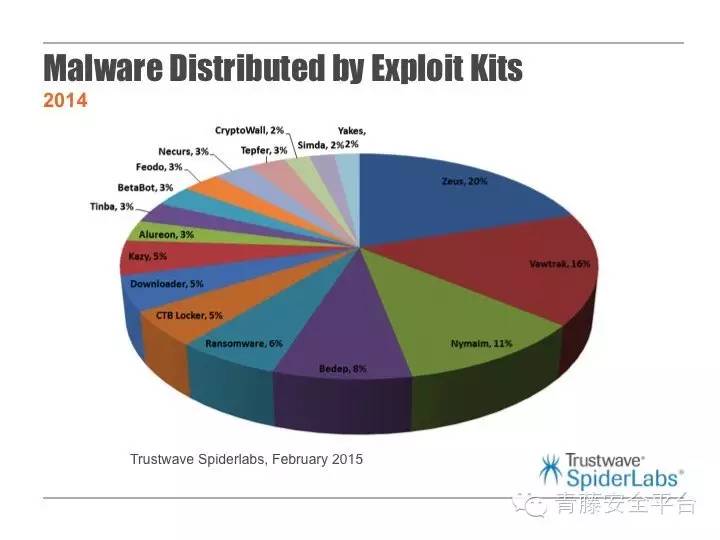 Malware Distributed by Exploit Kits
2014
CryptoWall, 2%
Yakes,
2%
Simda, 2%
Tepfer, 3%
Necurs, 3%
Feodo, 3%
BetaBot, 3%
Tinba, 3%
Alureon, 3%
Kazy, 5%
Downloader, 5%
CTB Locker, 5%
Ransomware, 6%
Bedep, 8%
Nymaim, 11%
Vawtrak, 16%
Zeus, 20%
Trustwave Spiderlabs, February 2015
Trustwave®
SpiderLabs®
青藤安全平台